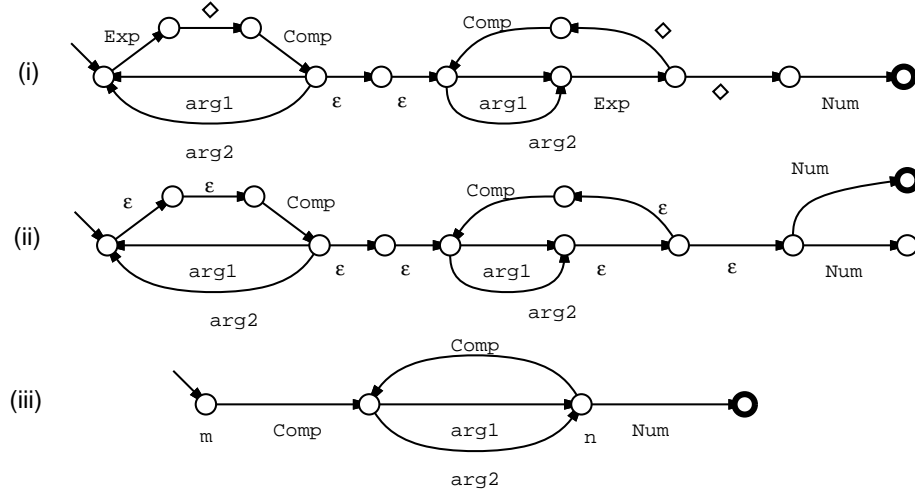 ◇
Exp Comp
Comp ◇
(i)
arg1 ε ε arg1 Exp ◇ Num
arg2 arg2
Num
ε ε Comp
Comp ε
(ii)
arg1 ε ε arg1 ε ε Num
arg2 arg2
Comp
(iii)
m Comp arg1 n Num
arg2